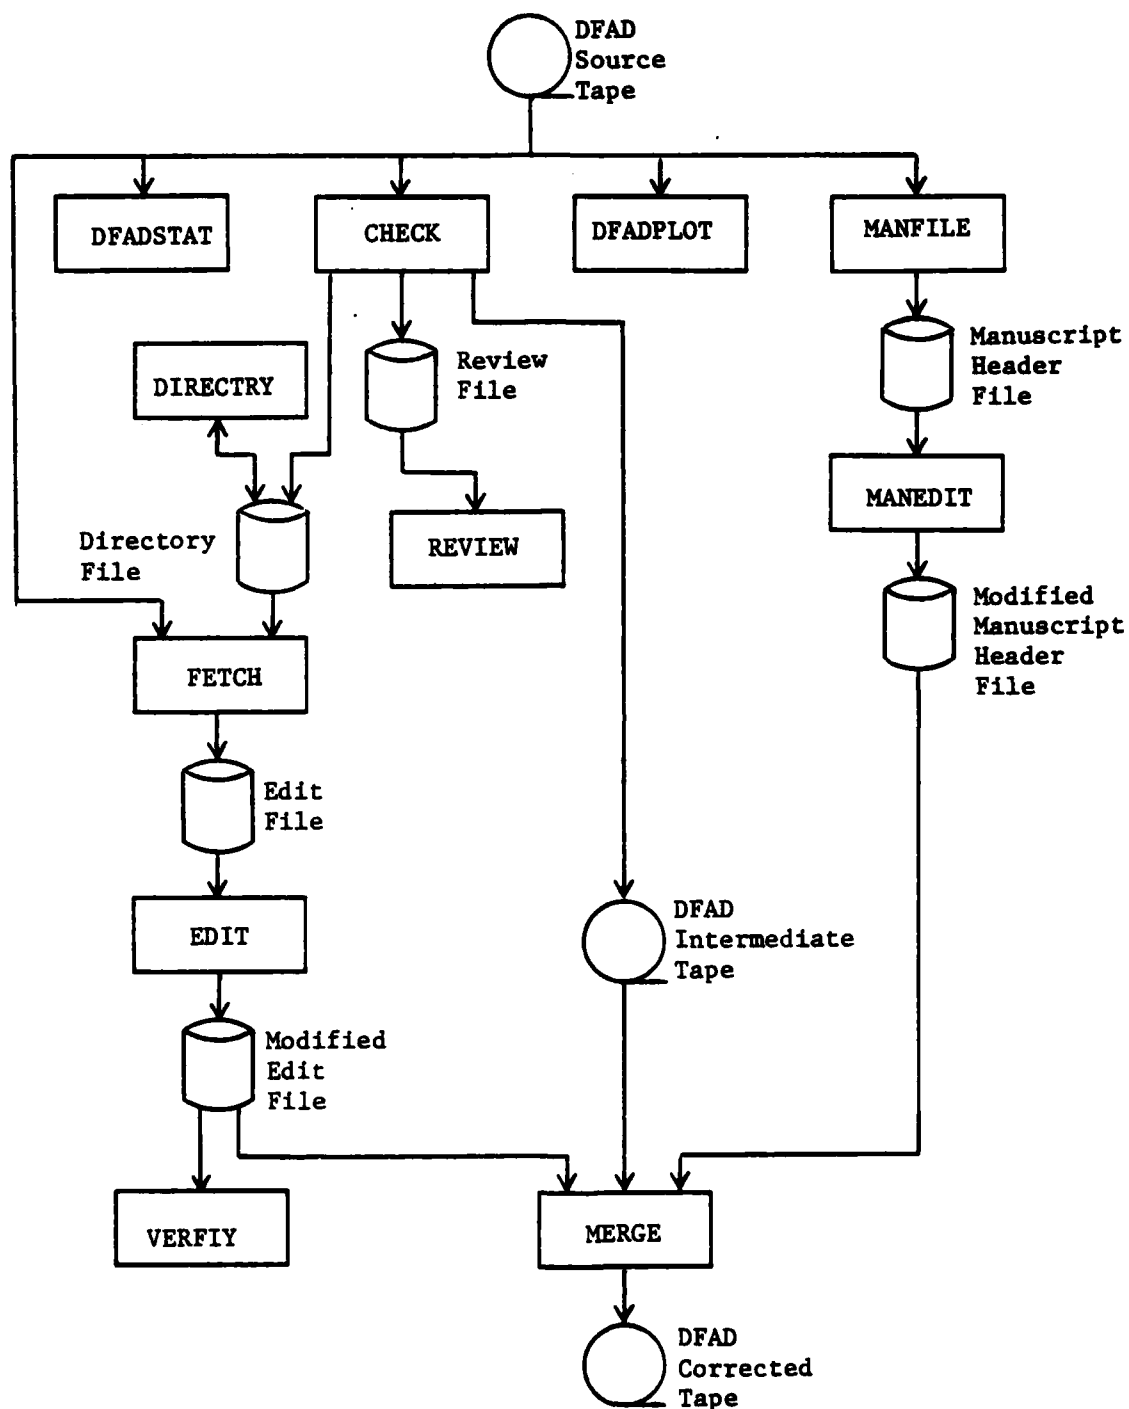 DFAD
Source
Tape
DFADSTAT
CHECK
DFADPLOT
MANFILE
DIRECTRY
Review
File
Manuscript
Header
File
MANEDIT
REVIEW
Directory
File
Modified
Manuscript
Header
File
FETCH
Edit
File
EDIT
DFAD
Intermediate
Tape
Modified
Edit
File
VERFIY
MERGE
DFAD
Corrected
Tape